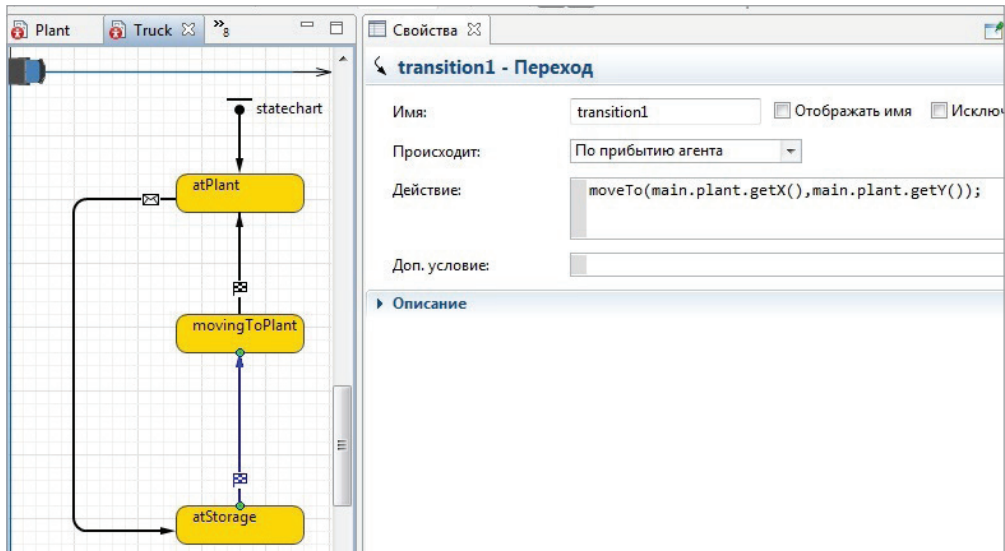 Plant
Truck
»8
Свойства
transition1 - Переход
statechart
Имя:
transition1
Отображать имя
Исключ
Происходит:
По прибытию агента
atPlant
Действие:
moveTo(main.plant.getX(),main.plant.getY());
Доп. условие:
Описание
movingToPlant
atStorage